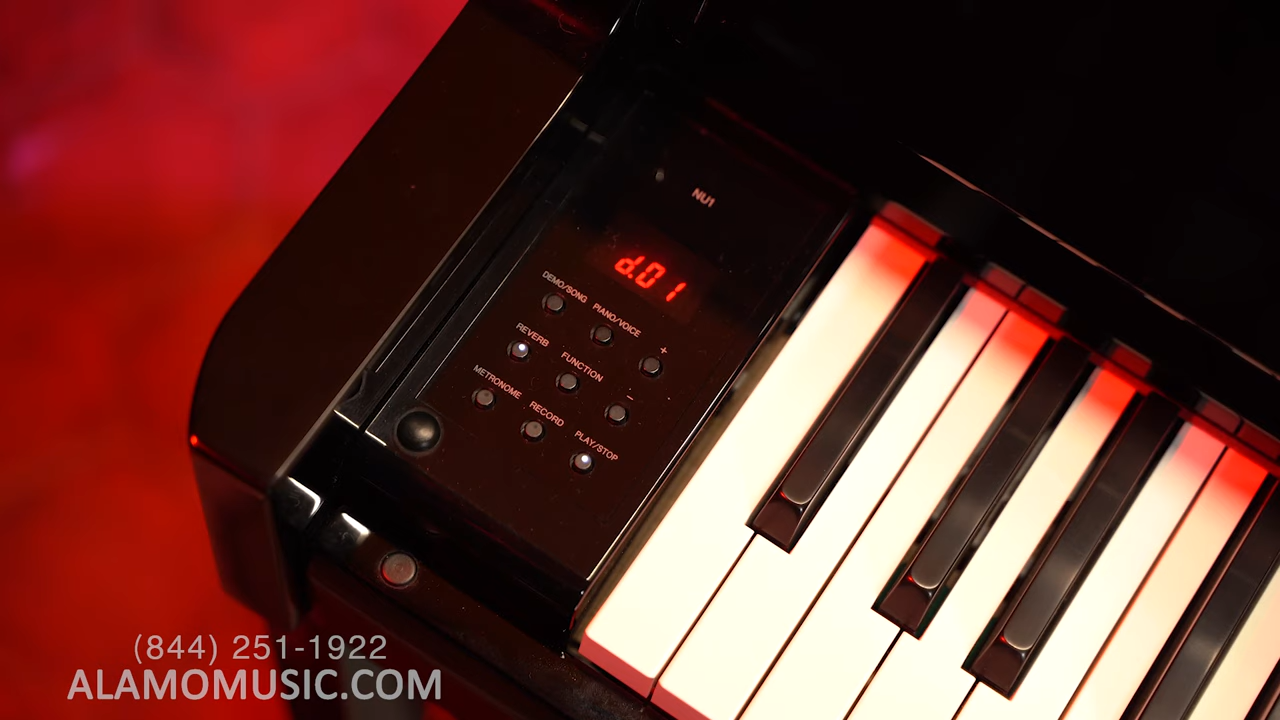 NU1
d.01
DEMO/SONG
PIANO/VOICE
+
REVERB
FUNCTION
-
METRONOME
RECORD
PLAY/STOP
(844) 251-1922
ALAMOMUSIC.COM